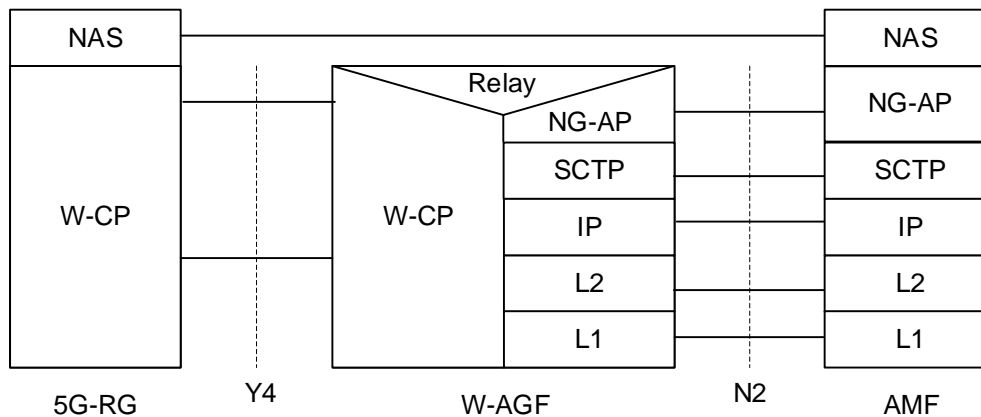 NAS
NAS
Relay
NG-AP
NG-AP
SCTP
SCTP
W-CP
W-CP
IP
IP
L2
L2
L1
L1
5G-RG
Y4
W-AGF
N2
AMF